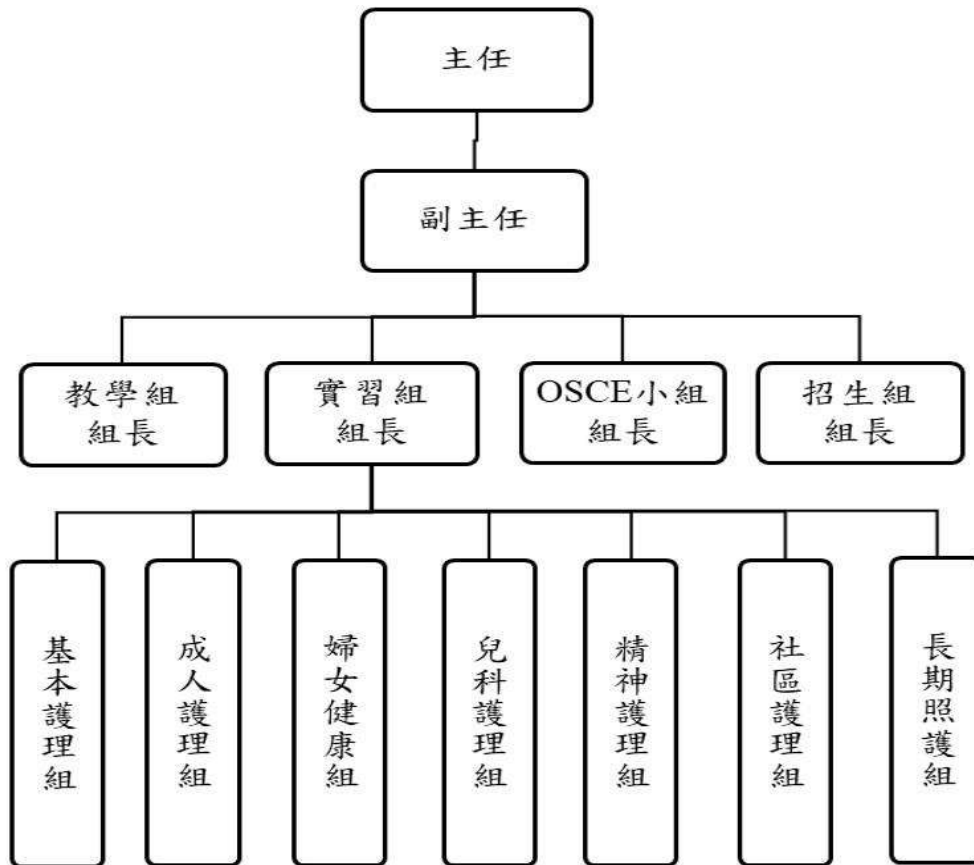 主任
副主任
教學組
組長
實習組
組長
OSCE小組
組長
招生組
組長
基本護理組
成人護理組
婦女健康組
兒科護理組
精神護理組
社區護理組
長期照護組